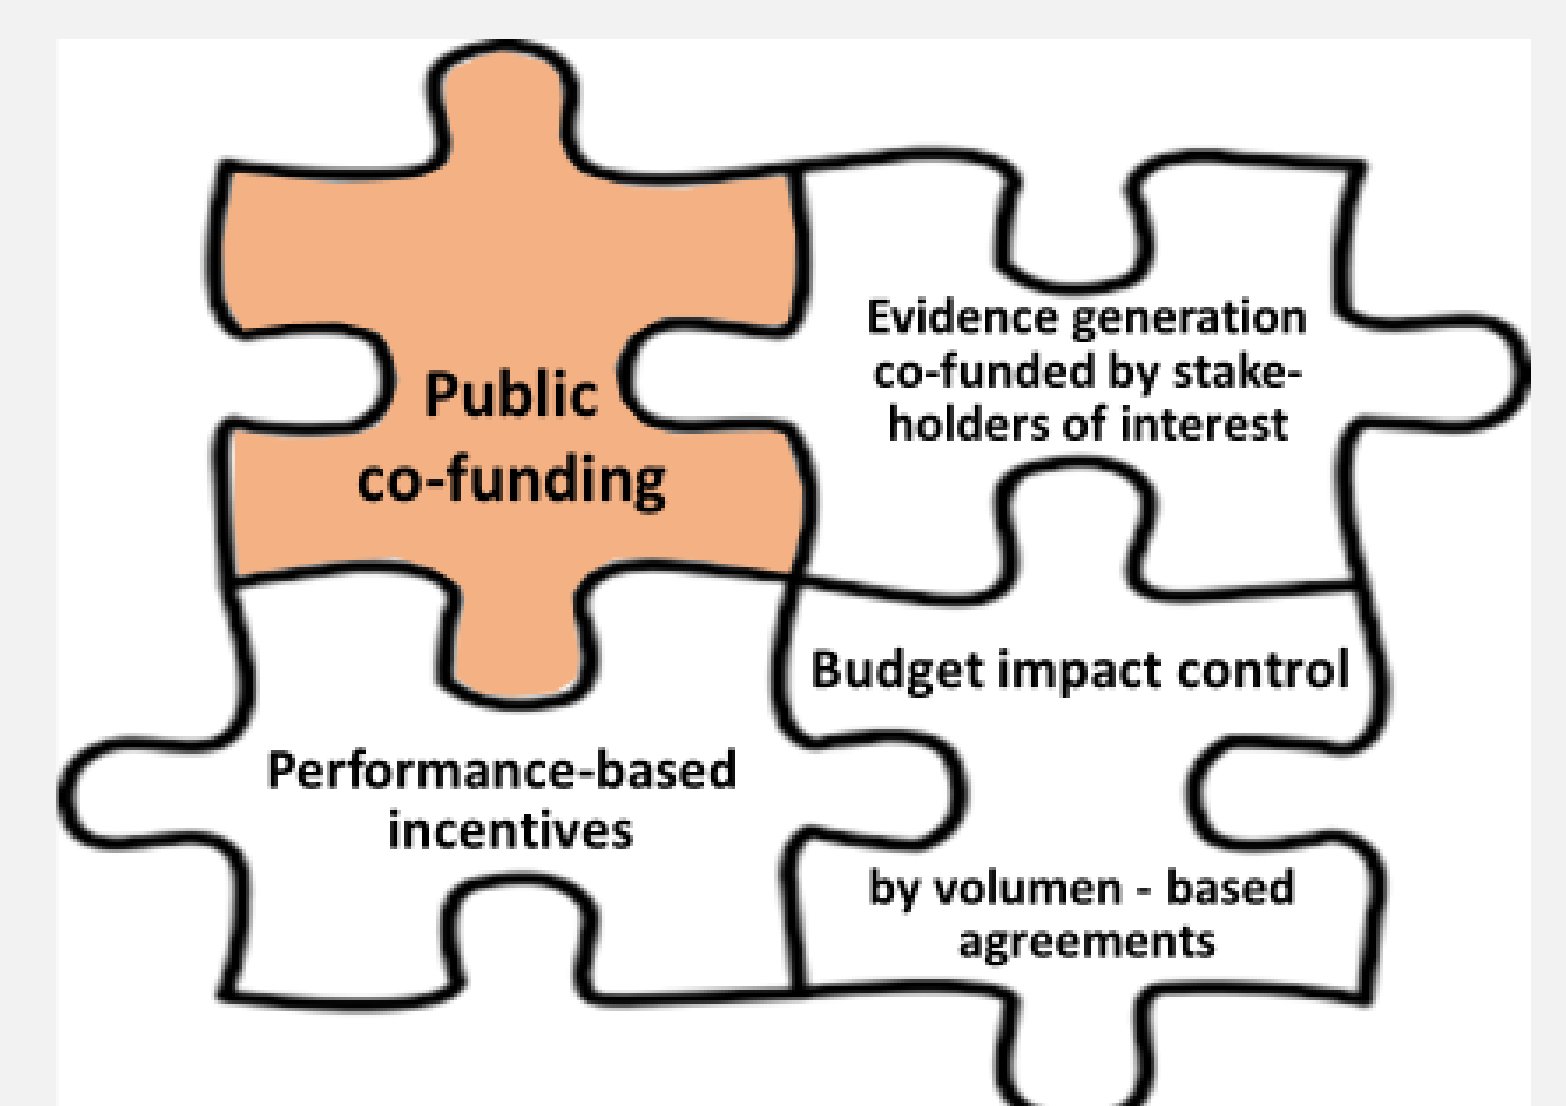 Public
co-funding
Evidence generation
co-funded by stake-
holders of interest
Performance-based
incentives
Budget impact control
by volumen - based
agreements